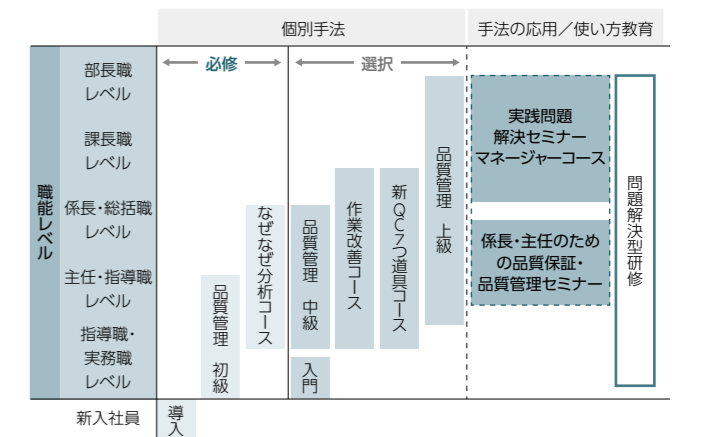 個別手法
手法の応用／使い方教育
必修
選択
職能レベル
部長職
レベル
課長職
レベル
係長・総括職
レベル
主任・指導職
レベル
指導職・
実務職
レベル
新入社員
導入
品質管理 初級
なぜなぜ分析コース
品質管理 中級
入門
作業改善コース
新QC7つ道具コース
品質管理 上級
実践問題
解決セミナー
マネージャーコース
係長・主任のため
の品質保証・
品質管理セミナー
問題解決型研修